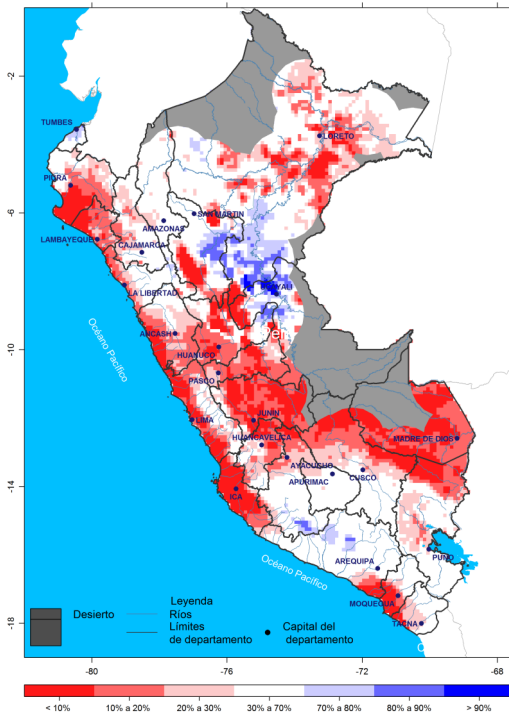 -2
TUMBES
LORETO
PIURA
-6
SAN MARTIN
AMAZONAS
LAMBAYEQUE
CAJAMARCA
LA LIBERTAD
ANCASH
HUANUCO
-10
PASCO
Océano Pacífico
JUNIN
LIMA
HUANCAVELICA
MADRE DE DIOS
AYACUCHO
CUSCO
APURIMAC
-14
ICA
PUNO
Océano Pacífico
AREQUIPA
MOQUEGUA
TACNA
Leyenda
Desierto
Ríos
Límites
de departamento
Capital del
departamento
-18
-80
-76
-72
-68
< 10%
10% a 20%
20% a 30%
30% a 70%
70% a 80%
80% a 90%
> 90%